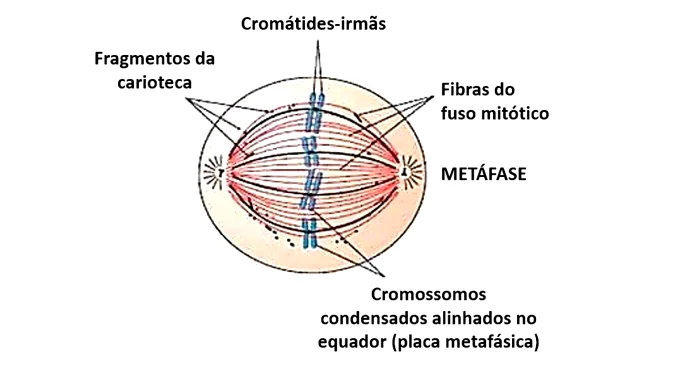 Cromátides-irmãs
Fragmentos da
carioteca
Fibras do
fuso mitótico
METÁFASE
Cromossomos
condensados alinhados no
equador (placa metafásica)